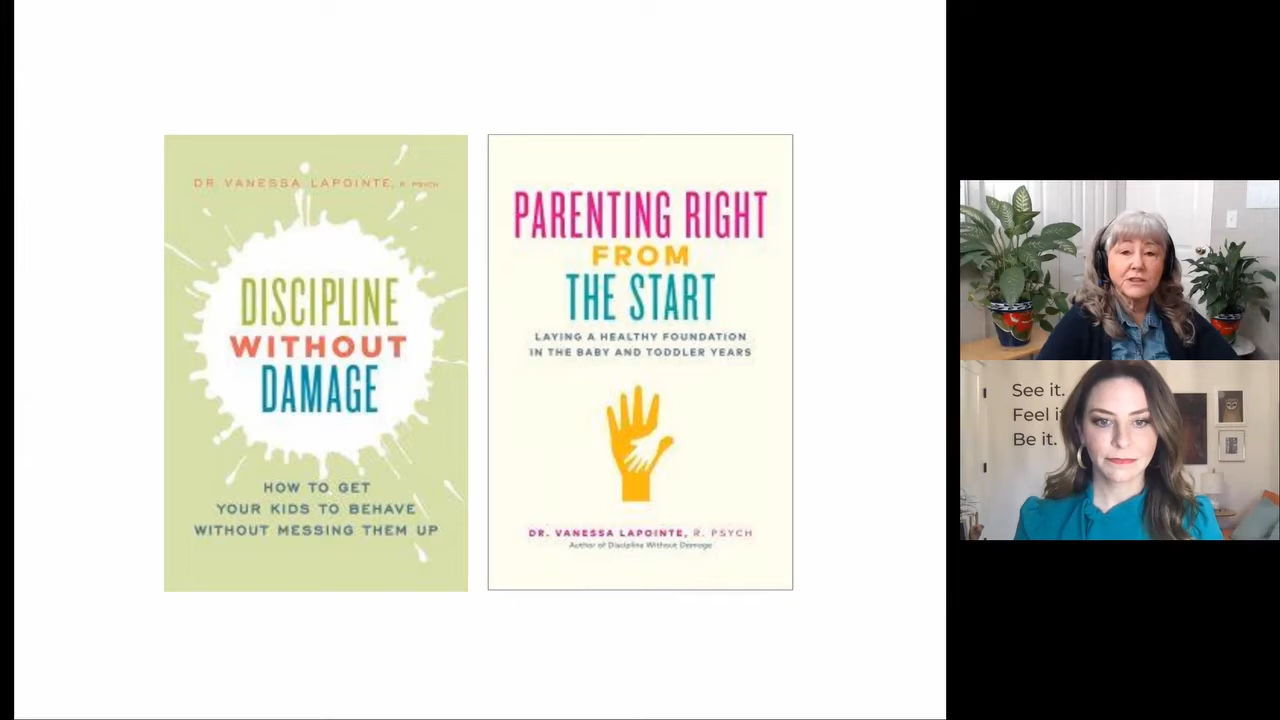 DR. VANESSA LAPOINTE, R. PSYCH
DISCIPLINE
WITHOUT
DAMAGE
HOW TO GET
YOUR KIDS TO BEHAVE
WITHOUT MESSING THEM UP
PARENTING RIGHT
FROM
THE START
LAYING A HEALTHY FOUNDATION
IN THE BABY AND TODDLER YEARS
DR. VANESSA LAPOINTE, R. PSYCH
Author of Discipline Without Damage
See it.
Feel it
Be it.